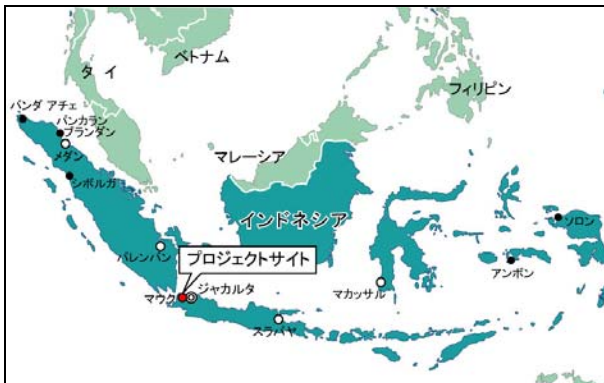 ベトナム
タイ
フィリピン
バンダ アチェ
パンカラン
ブランダン
メダン
マレーシア
シボルガ
インドネシア
ソロン
パレンバン
プロジェクトサイト
アンボン
マウク
ジャカルタ
マカッサル
スラバヤ